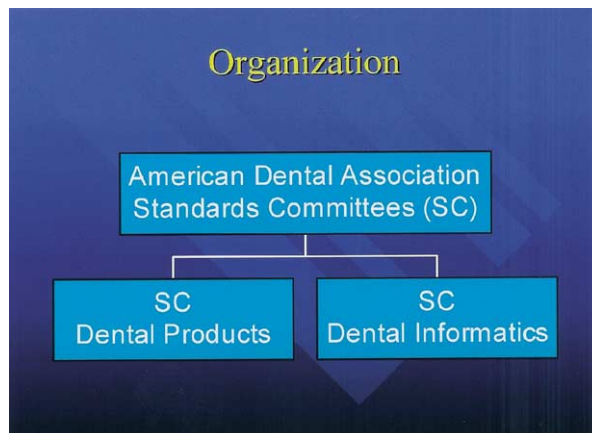 Organization
American Dental Association
Standards Committees (SC)
SC
Dental Products
SC
Dental Informatics